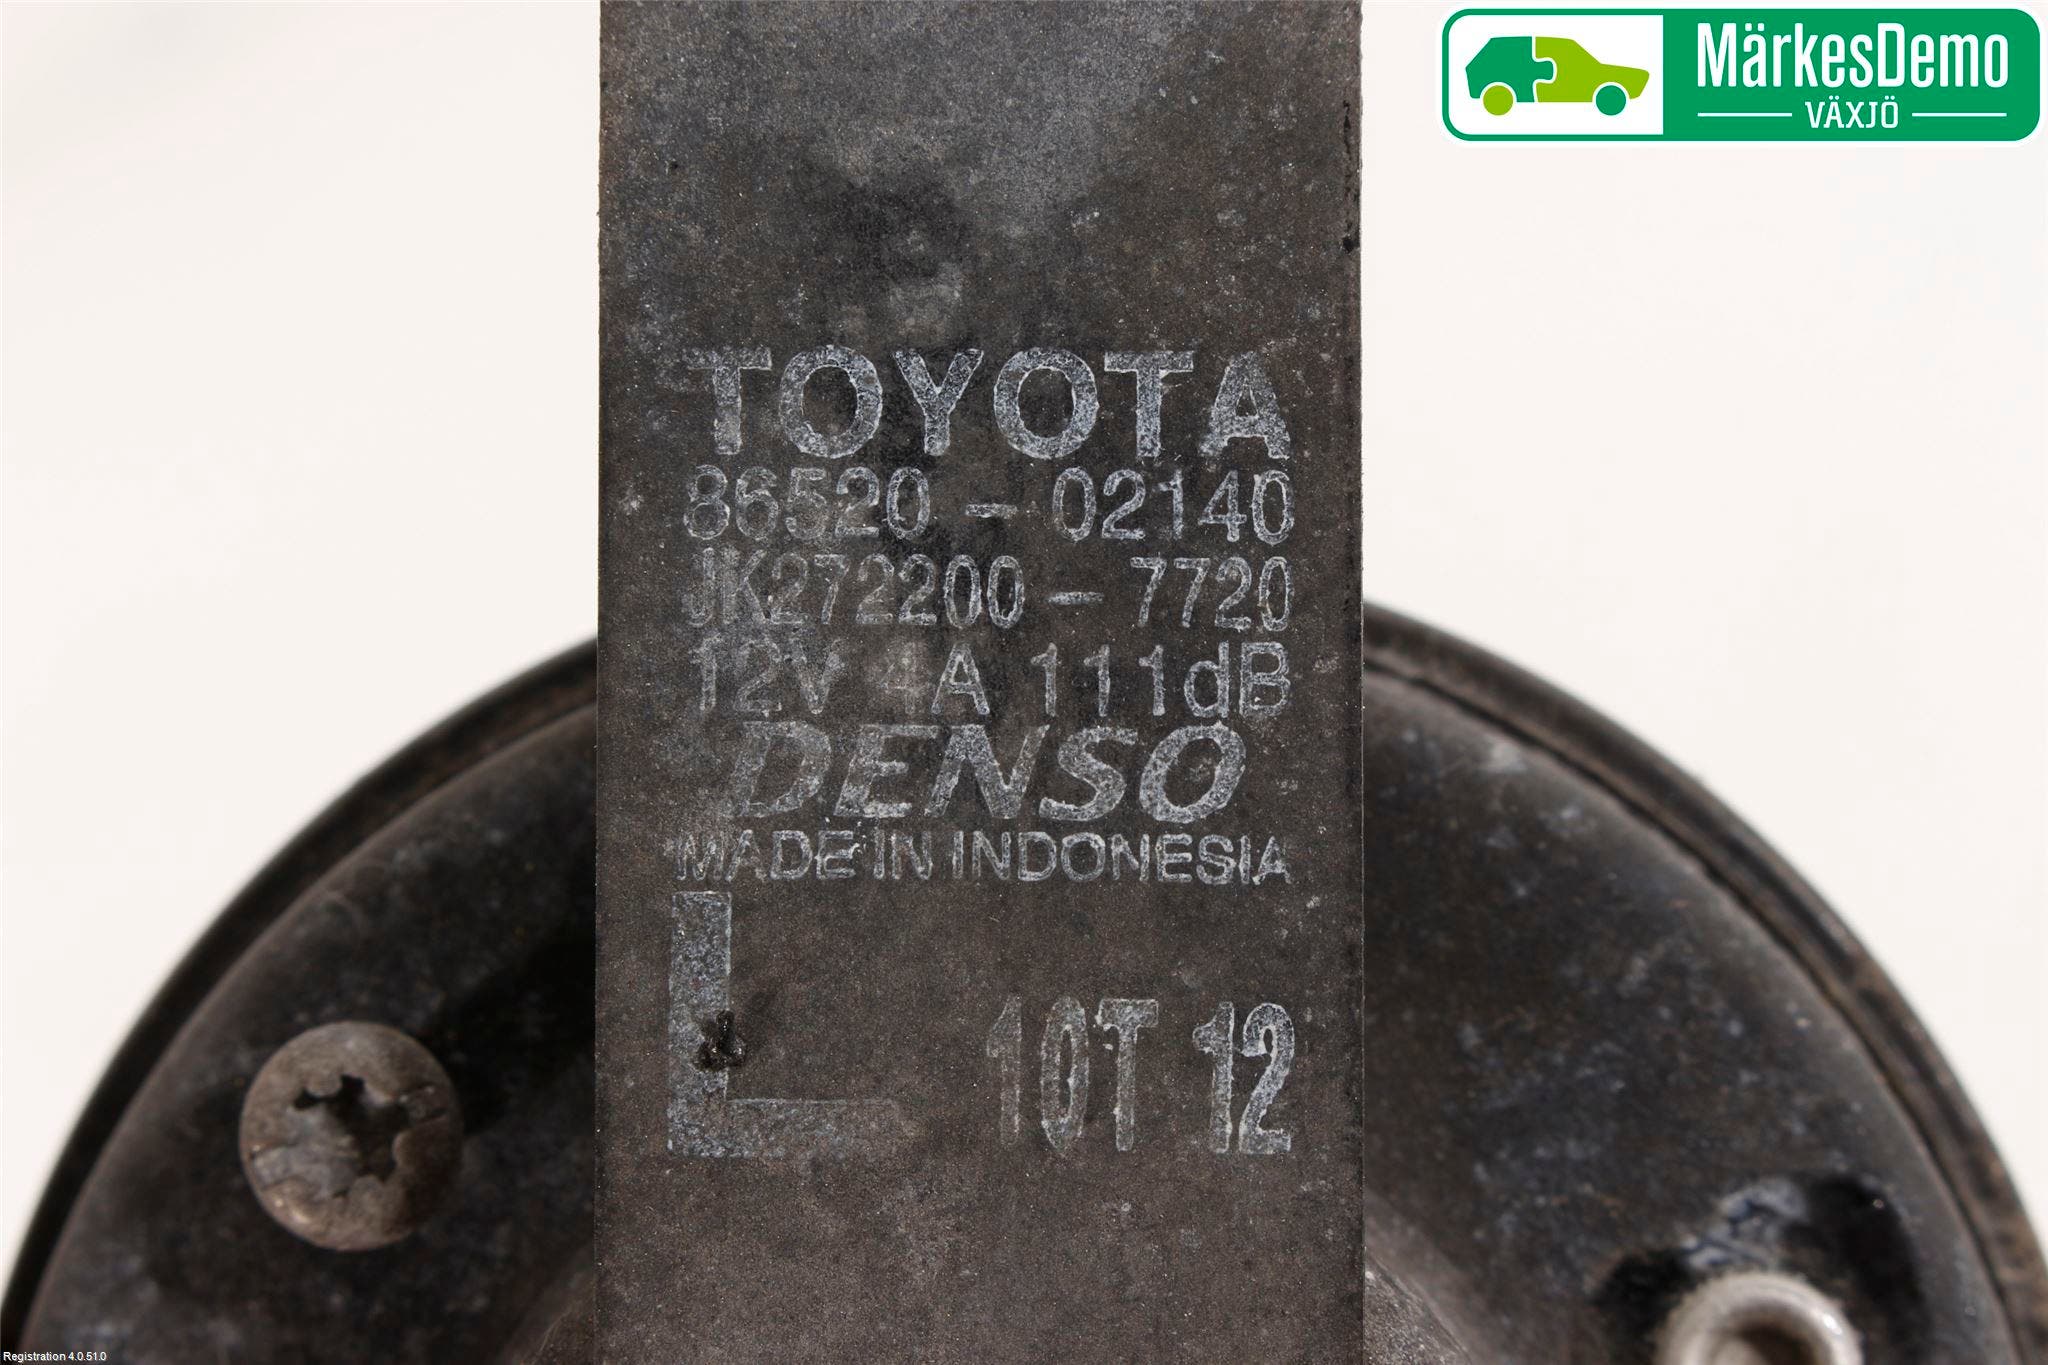 MärkesDemo
VÄXJÖ
TOYOTA
86520-02140
JK272200-7720
12V 4A 111dB
DENSO
MADE IN INDONESIA
L 10T 12
Registration 4.0.51.0